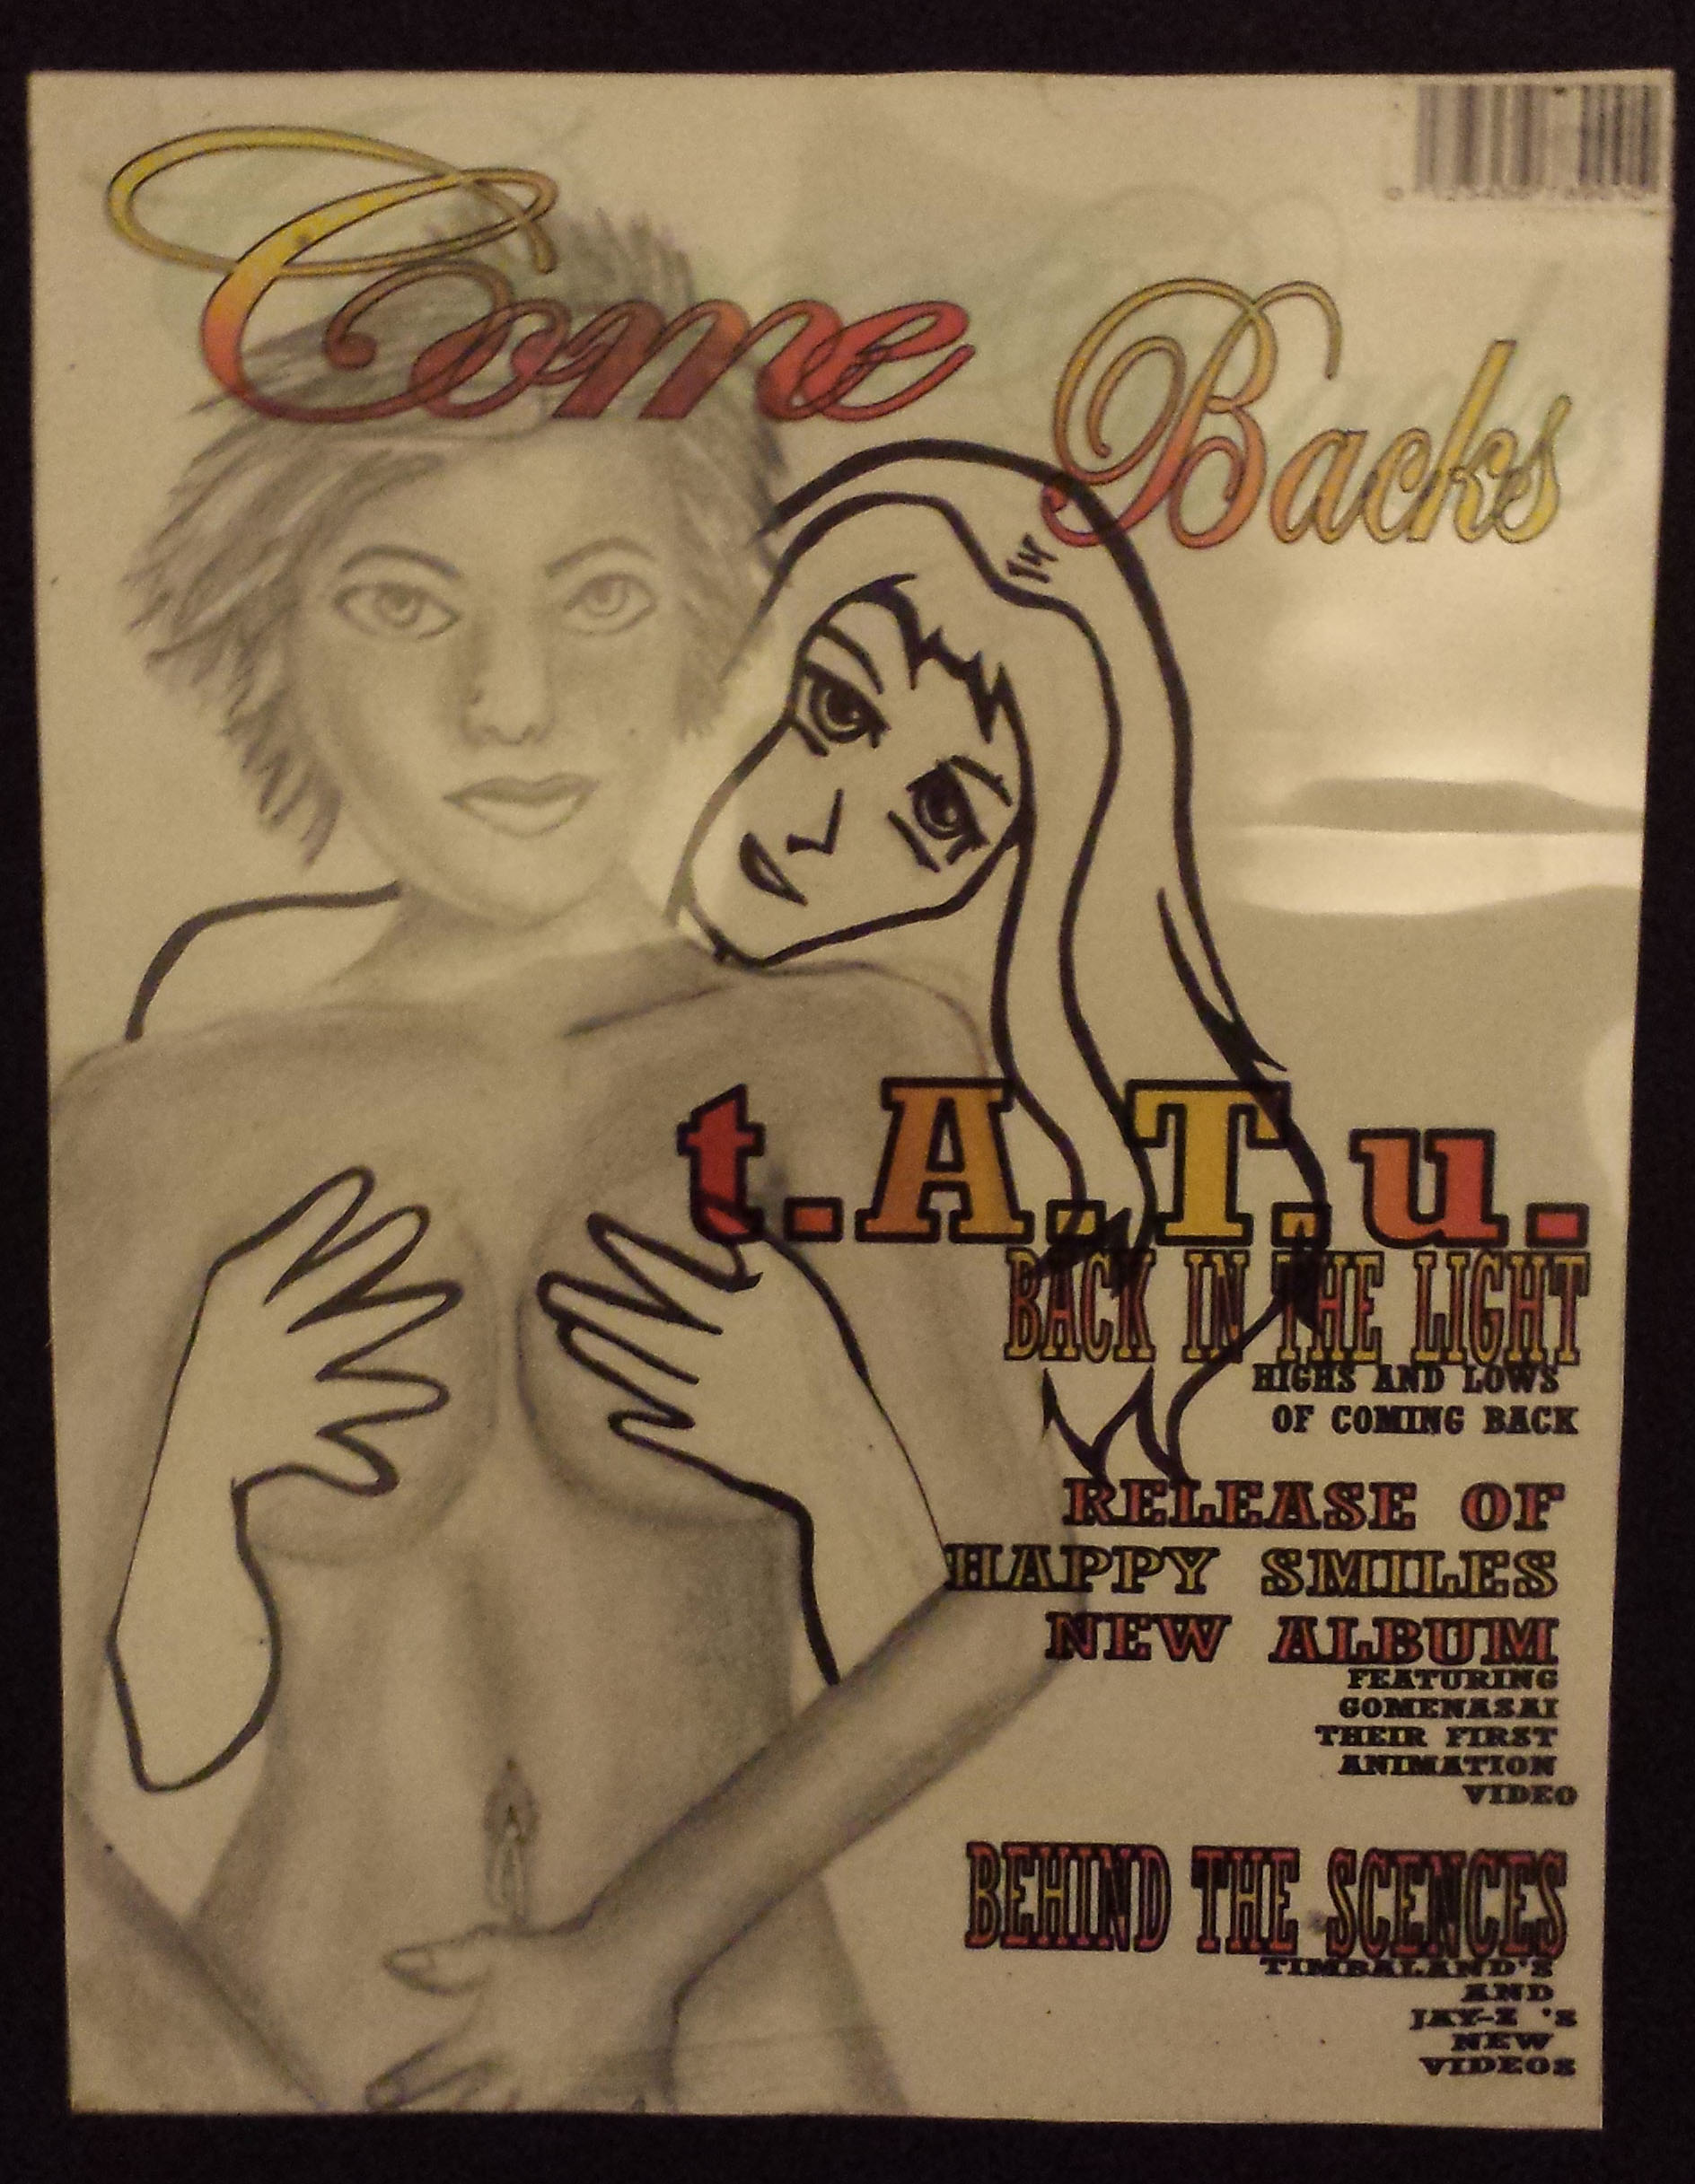 Come Backs
t.A.T.u.
BACK IN THE LIGHT
HIGHS AND LOWS
OF COMING BACK
RELEASE OF
HAPPY SMILES
NEW ALBUM
FEATURING
GOMENASAI
THEIR FIRST
ANIMATION
VIDEO
BEHIND THE SCENCES
TIMBALAND'S
AND
JAY-Z 'S
NEW
VIDEOS